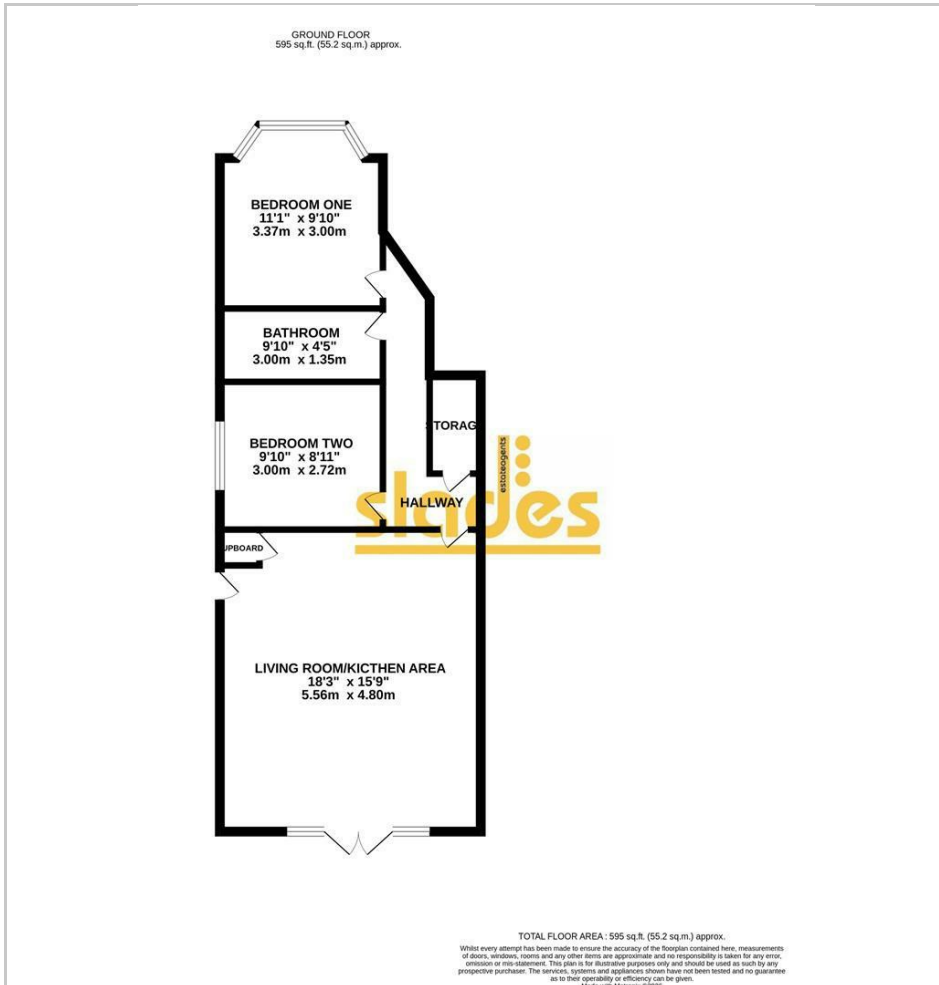 GROUND FLOOR
595 sq.ft. (55.2 sq.m.) approx.
BEDROOM ONE
11'1" x 9'10"
3.37m x 3.00m
BATHROOM
9'10" x 4'5"
3.00m x 1.35m
BEDROOM TWO
9'10" x 8'11"
3.00m x 2.72m
STORAG
estateagents
slades
HALLWAY
UPBOARD
LIVING ROOM/KICTHEN AREA
18'3" x 15'9"
5.56m x 4.80m
TOTAL FLOOR AREA : 595 sq.ft. (55.2 sq.m.) approx.
Whilst every attempt has been made to ensure the accuracy of the floorplan contained here, measurements
of doors, windows, rooms and any other items are approximate and no responsibility is taken for any error,
omission or mis-statement. This plan is for illustrative purposes only and should be used as such by any
prospective purchaser. The services, systems and appliances shown have not been tested and no guarantee
as to their operability or efficiency can be given.
Made with Metropix